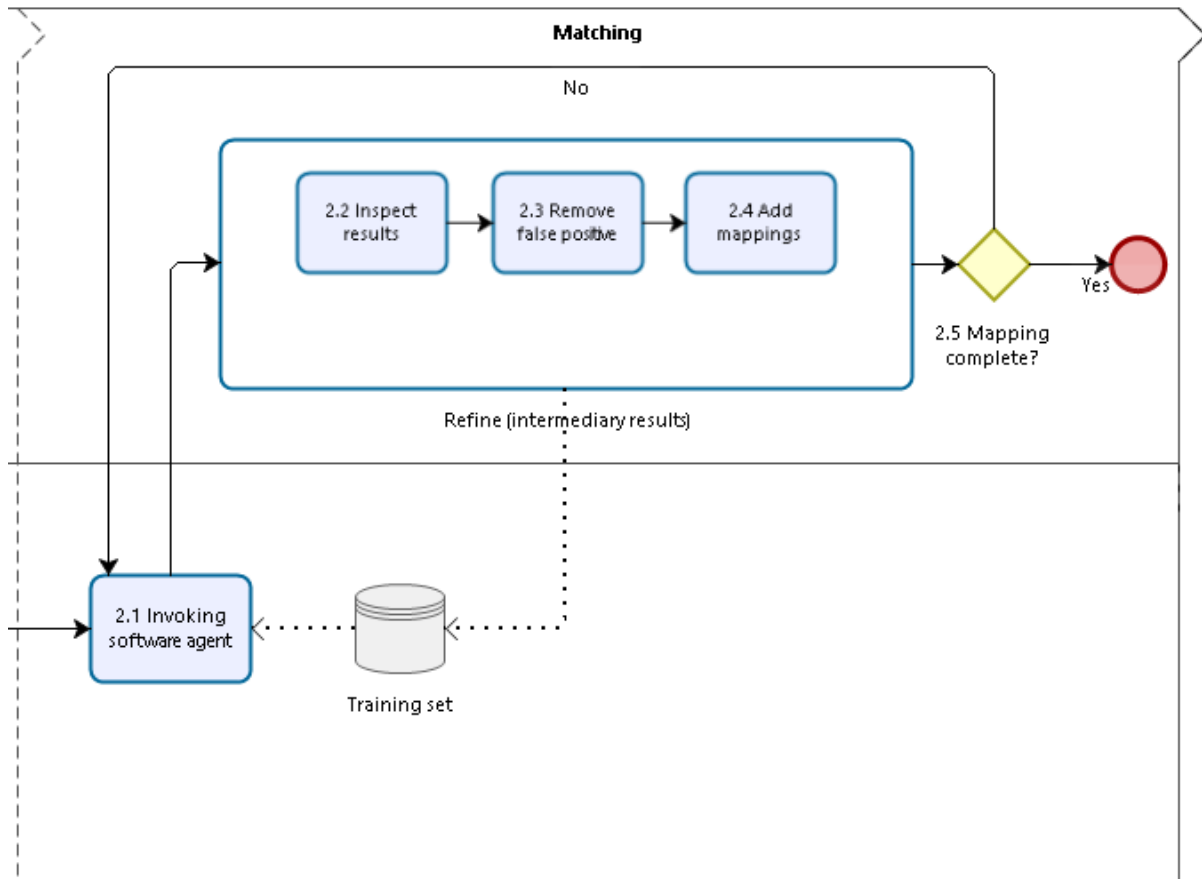 Matching
No
2.2 Inspect
results
2.3 Remove
false positive
2.4 Add
mappings
Yes
2.5 Mapping
complete?
Refine (intermediary results)
2.1 Invoking
software agent
Training set